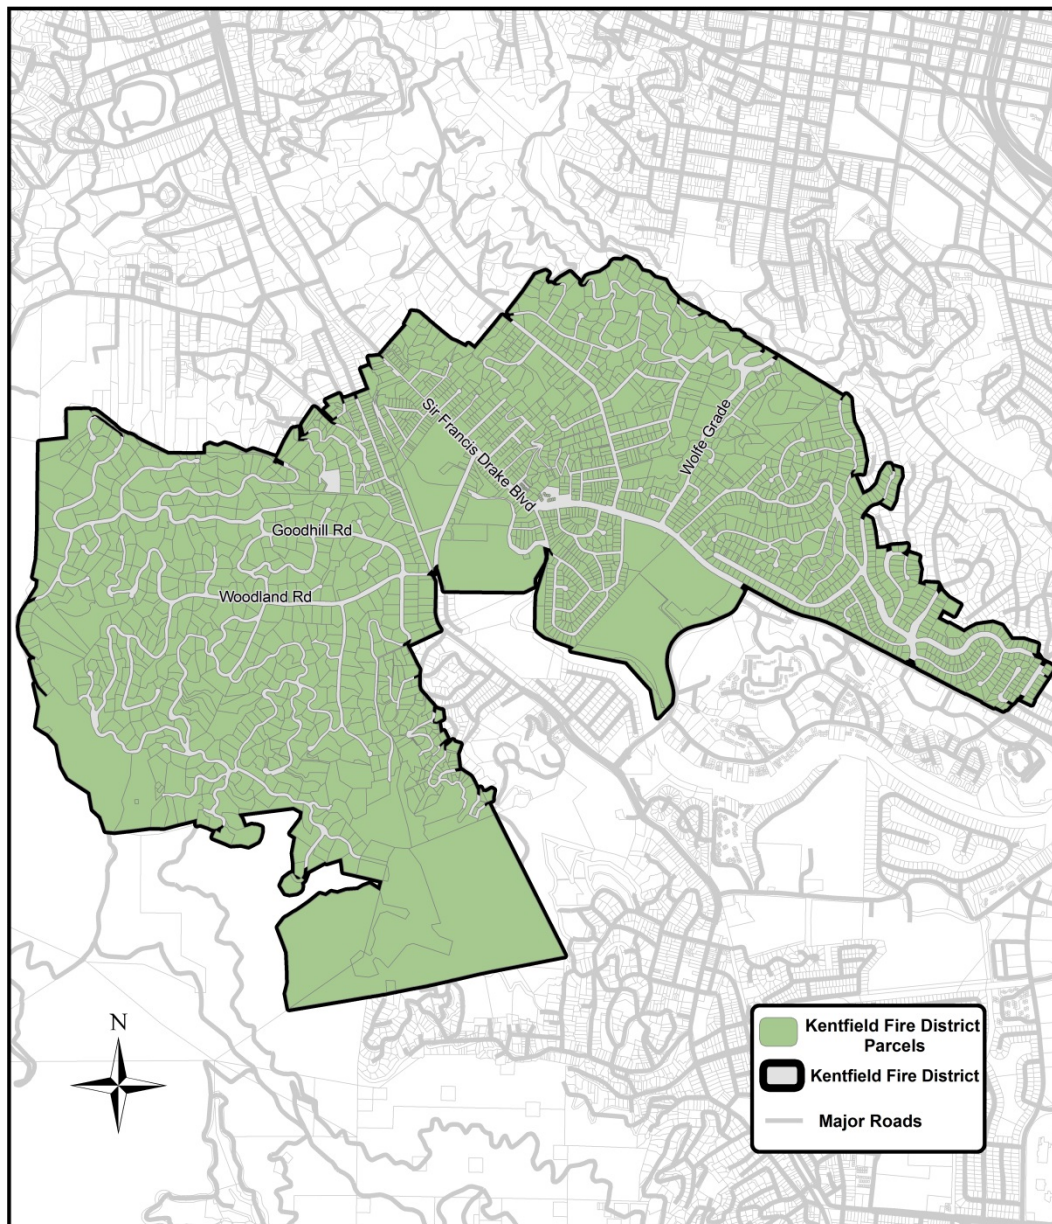 Sir Francis Drake Blvd
Wolfe Grade
Goodhill Rd
Woodland Rd
N
Kentfield Fire District
Parcels
Kentfield Fire District
Major Roads